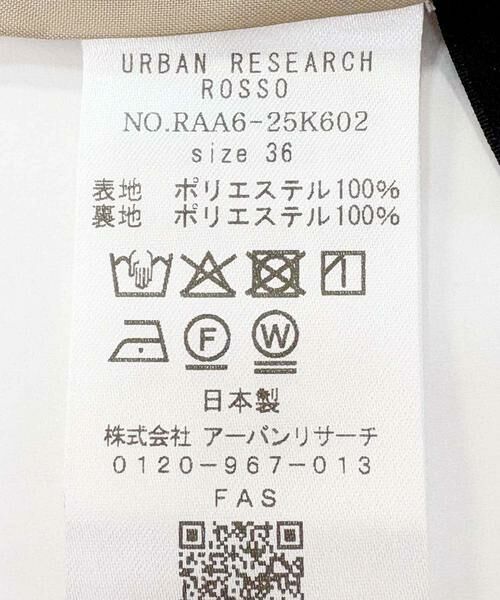 URBAN RESEARCH
ROSSO
NO.RAA6-25K602
size 36
表地 ポリエステル100%
裏地 ポリエステル100%
F
W
日本製
株式会社 アーバンリサーチ
0120-967-013
FAS